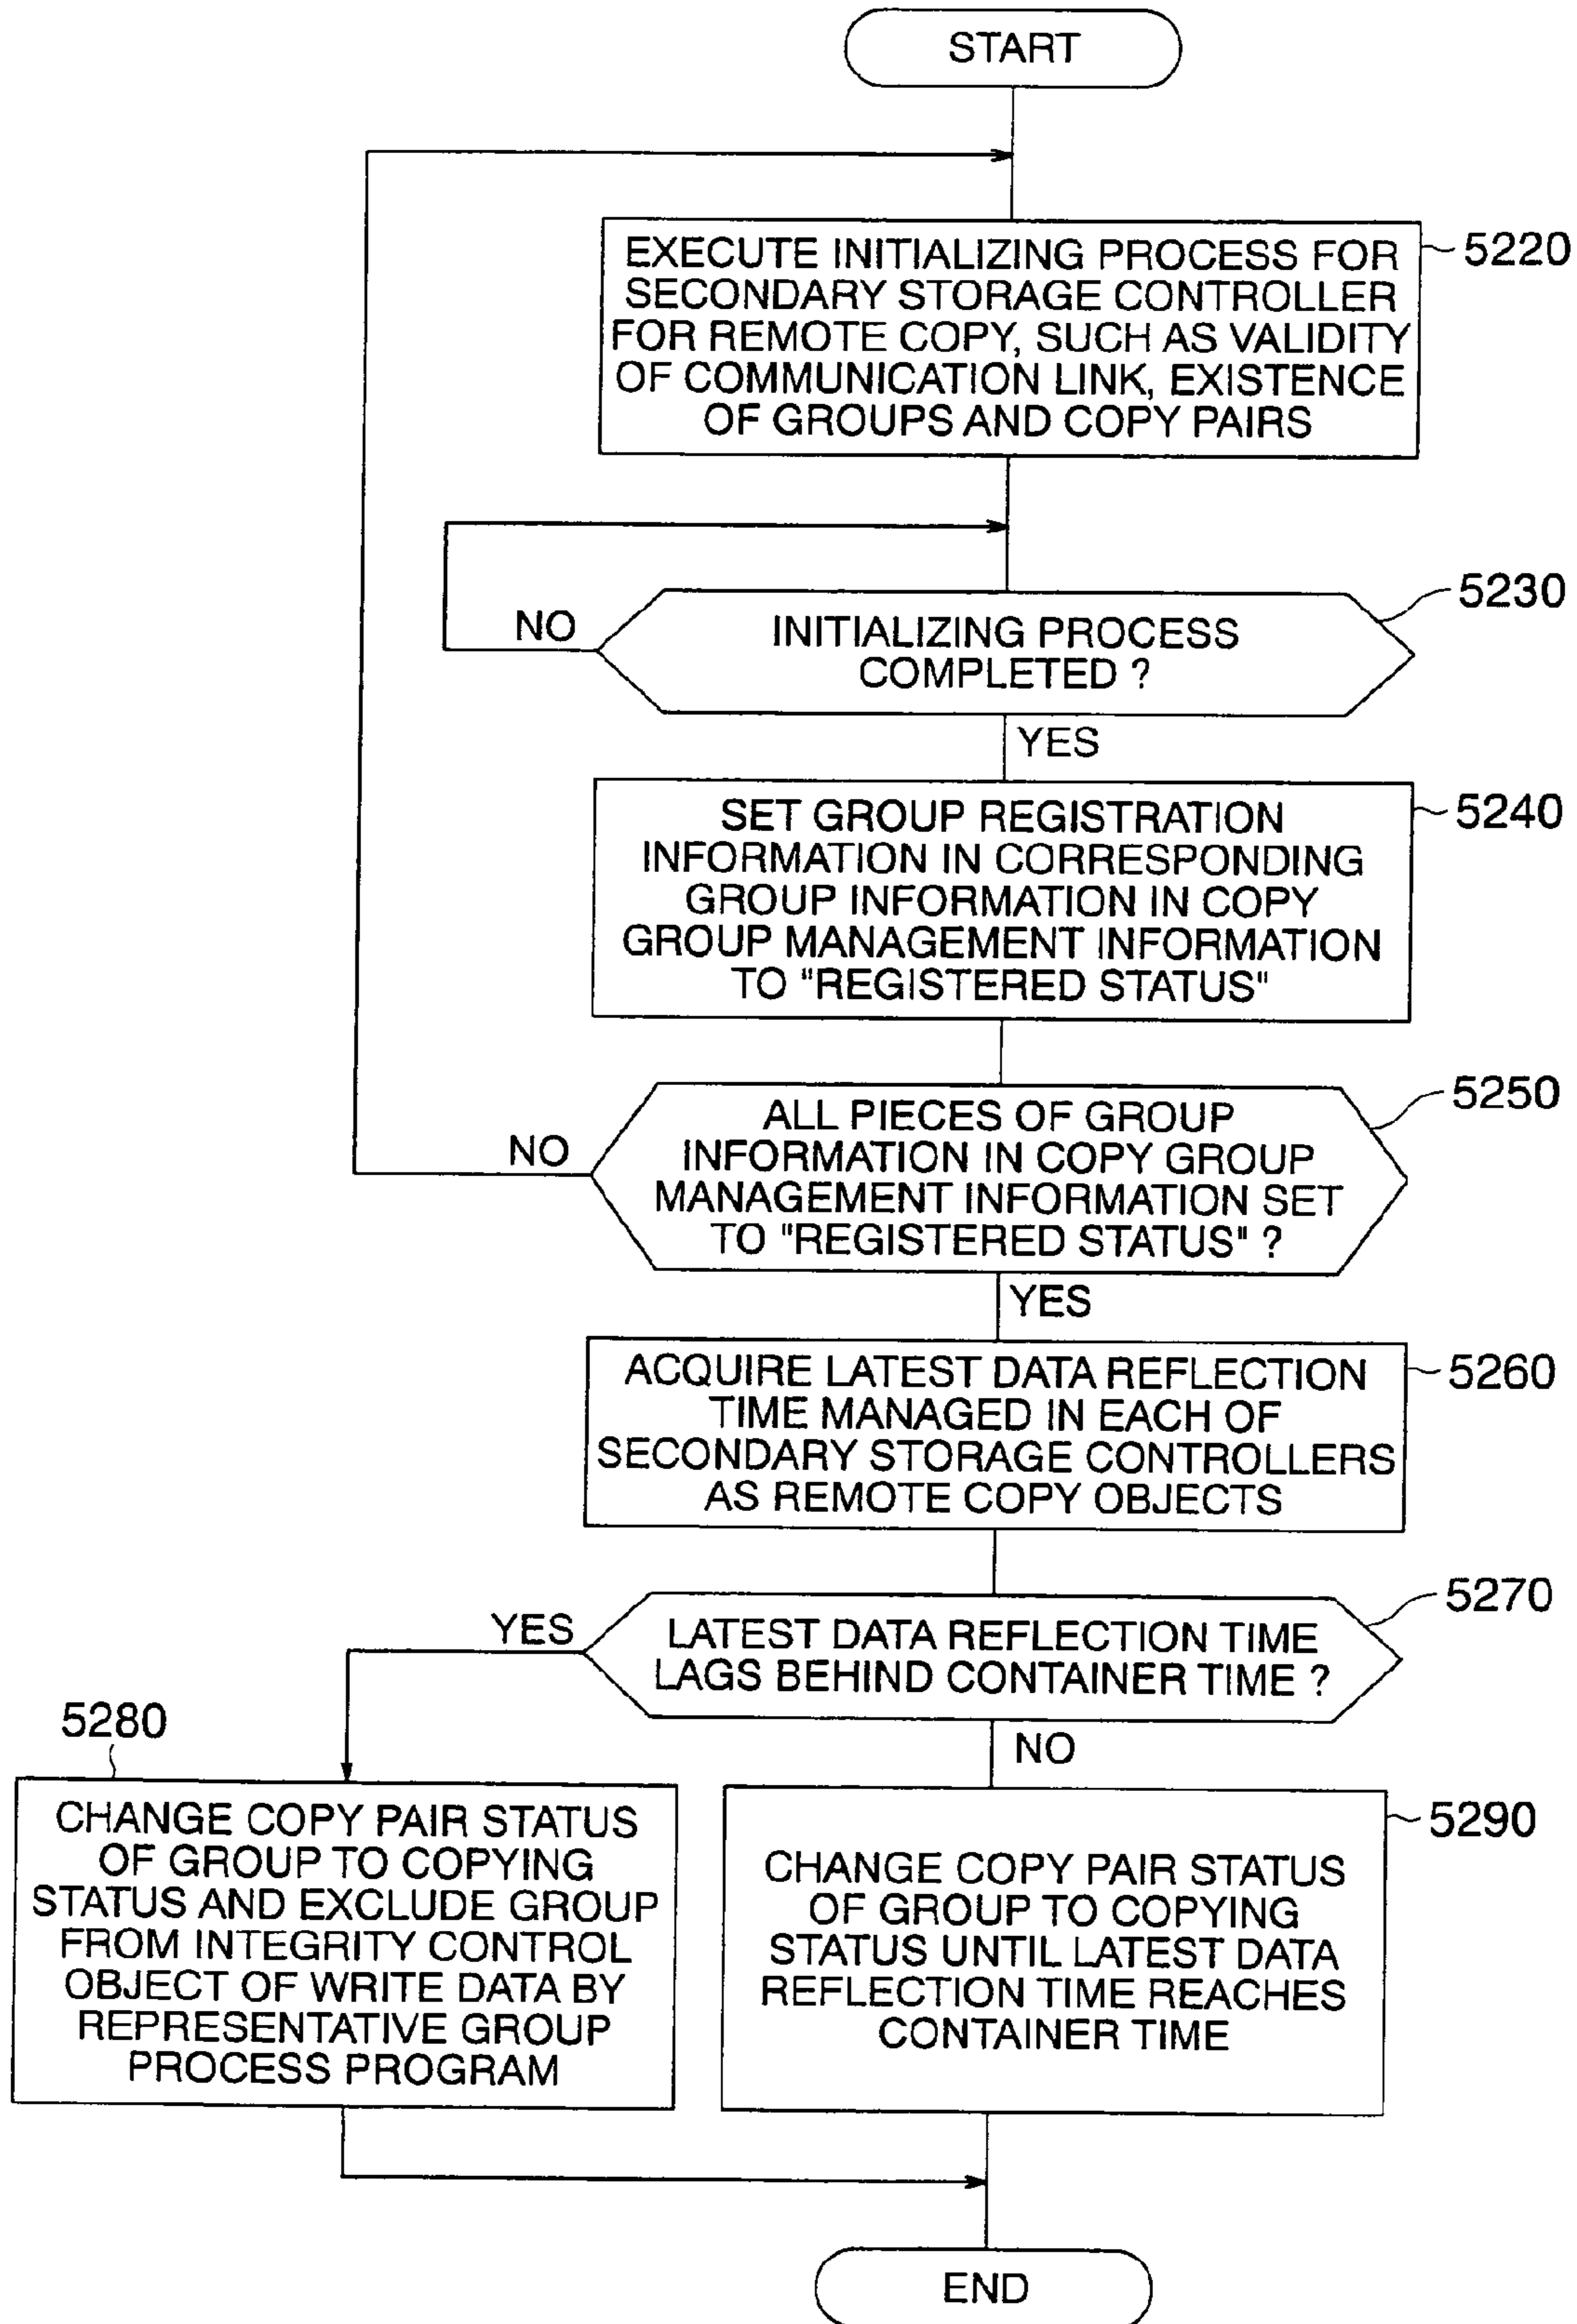 START
EXECUTE INITIALIZING PROCESS FOR
SECONDARY STORAGE CONTROLLER
FOR REMOTE COPY, SUCH AS VALIDITY
OF COMMUNICATION LINK, EXISTENCE
OF GROUPS AND COPY PAIRS
5220
INITIALIZING PROCESS
COMPLETED ?
5230
NO
YES
SET GROUP REGISTRATION
INFORMATION IN CORRESPONDING
GROUP INFORMATION IN COPY
GROUP MANAGEMENT INFORMATION
TO "REGISTERED STATUS"
5240
ALL PIECES OF GROUP
INFORMATION IN COPY GROUP
MANAGEMENT INFORMATION SET
TO "REGISTERED STATUS" ?
5250
NO
YES
ACQUIRE LATEST DATA REFLECTION
TIME MANAGED IN EACH OF
SECONDARY STORAGE CONTROLLERS
AS REMOTE COPY OBJECTS
5260
LATEST DATA REFLECTION TIME
LAGS BEHIND CONTAINER TIME ?
5270
YES
NO
5280
CHANGE COPY PAIR STATUS
OF GROUP TO COPYING
STATUS AND EXCLUDE GROUP
FROM INTEGRITY CONTROL
OBJECT OF WRITE DATA BY
REPRESENTATIVE GROUP
PROCESS PROGRAM
5290
CHANGE COPY PAIR STATUS
OF GROUP TO COPYING
STATUS UNTIL LATEST DATA
REFLECTION TIME REACHES
CONTAINER TIME
END